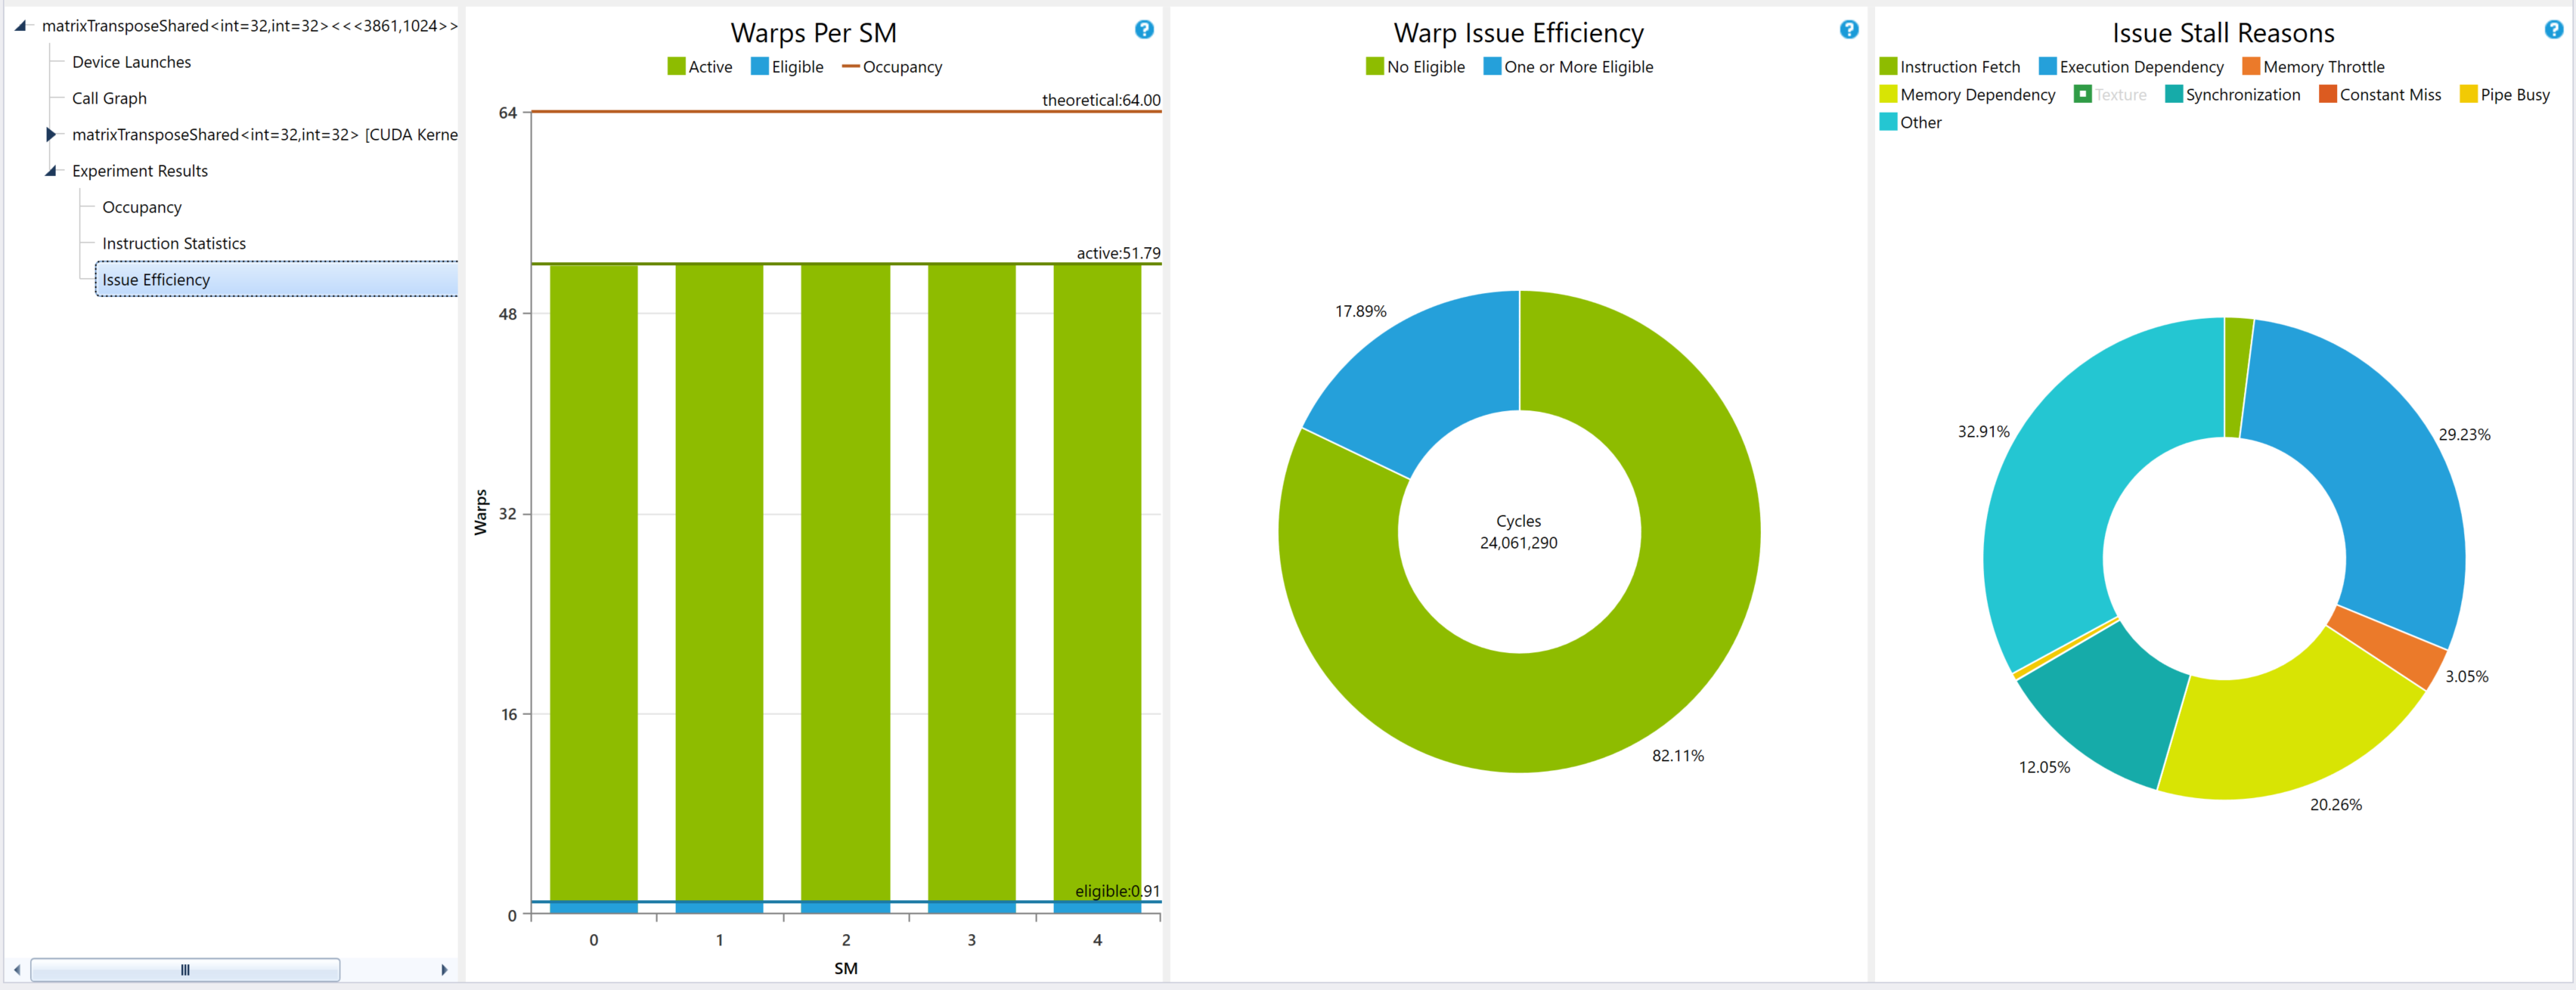 matrixTransposeShared<int=32,int=32><<<3861,1024>>
Device Launches
Call Graph
matrixTransposeShared<int=32,int=32> [CUDA Kerne
Experiment Results
Occupancy
Instruction Statistics
Issue Efficiency
Warps Per SM
Active Eligible Occupancy
theoretical:64.00
64
active:51.79
48
Warps
32
16
eligible:0.91
0
0 1 2 3 4
SM
Warp Issue Efficiency
No Eligible One or More Eligible
17.89%
Cycles
24,061,290
82.11%
Issue Stall Reasons
Instruction Fetch Execution Dependency Memory Throttle
Memory Dependency Texture Synchronization Constant Miss Pipe Busy
Other
32.91%
29.23%
3.05%
12.05%
20.26%